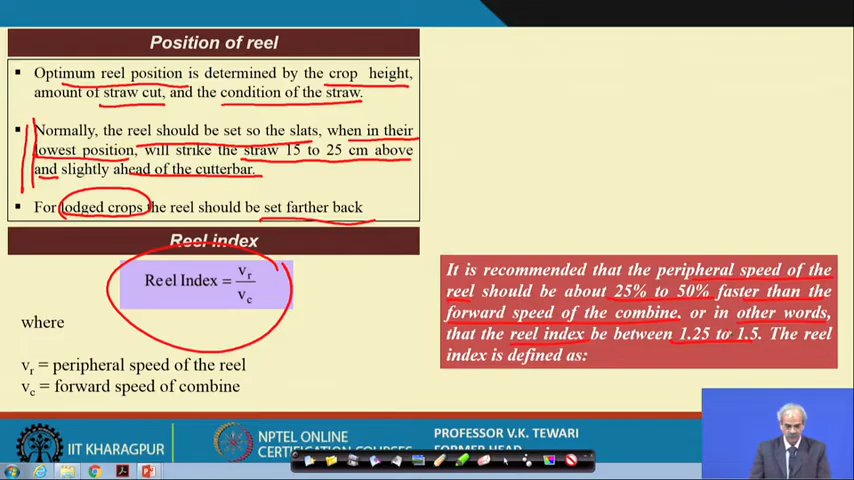 Position of reel
▪ Optimum reel position is determined by the crop height,
amount of straw cut, and the condition of the straw.
▪ Normally, the reel should be set so the slats, when in their
lowest position, will strike the straw 15 to 25 cm above
and slightly ahead of the cutterbar.
▪ For lodged crops the reel should be set farther back
Reel index
Reel Index = vr / vc
where
vr = peripheral speed of the reel
vc = forward speed of combine
It is recommended that the peripheral speed of the
reel should be about 25% to 50% faster than the
forward speed of the combine, or in other words,
that the reel index be between 1.25 to 1.5. The reel
index is defined as:
IIT KHARAGPUR
NPTEL ONLINE
CERTIFICATION COURSES
PROFESSOR V.K. TEWARI
FORMER HEAD